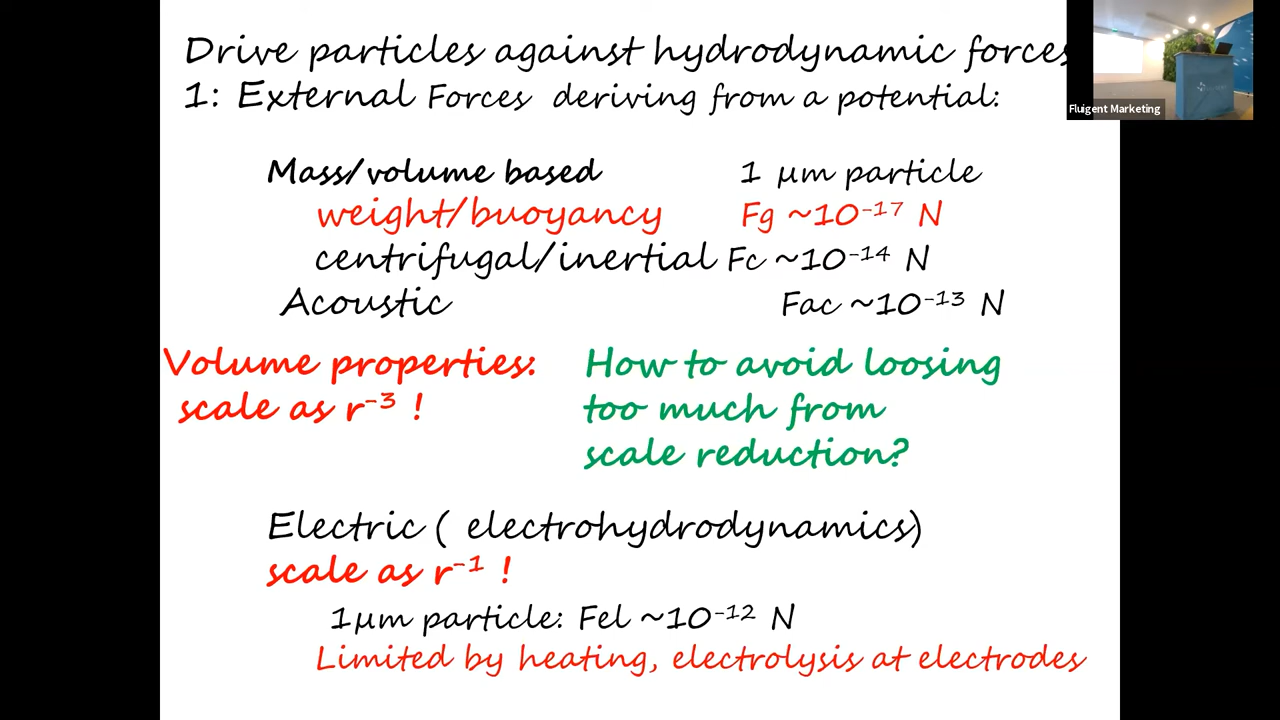 Drive particles against hydrodynamic forces
1: External Forces deriving from a potential:
Mass/volume based 1 µm particle
weight/buoyancy Fg ~10⁻¹⁷ N
centrifugal/inertial Fc ~10⁻¹⁴ N
Acoustic Fac ~10⁻¹³ N
Volume properties:
scale as r⁻³ !
How to avoid loosing
too much from
scale reduction?
Electric ( electrohydrodynamics)
scale as r⁻¹ !
1µm particle: Fel ~10⁻¹² N
Limited by heating, electrolysis at electrodes
Fluigent Marketing